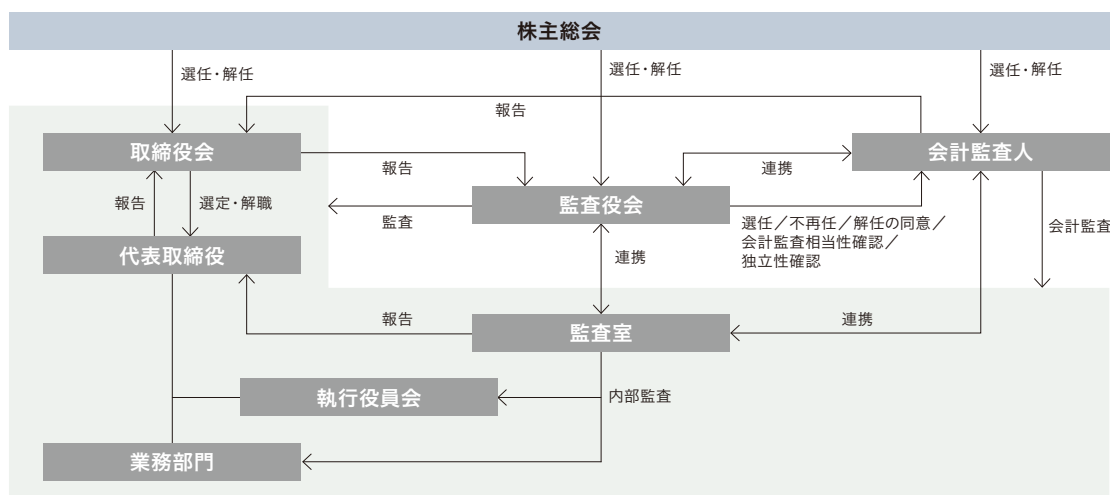 株主総会
選任・解任
選任・解任
選任・解任
報告
取締役会
会計監査人
報告
連携
報告
選定・解職
監査役会
監査
選任／不再任／解任の同意／
会計監査相当性確認／
独立性確認
会計監査
代表取締役
連携
報告
監査室
連携
執行役員会
内部監査
業務部門